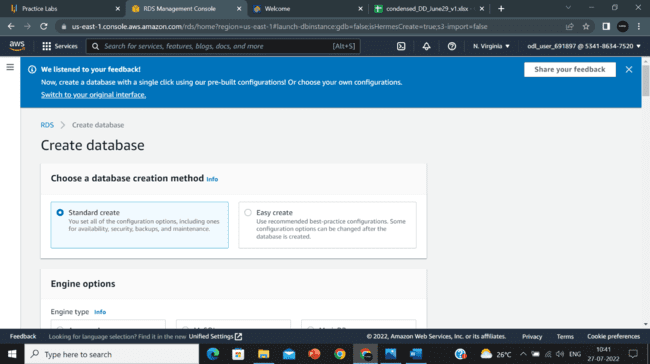 Practice Labs
RDS Management Console
Welcome
condensed_DD_June29_v1.xlsx
us-east-1.console.aws.amazon.com/rds/home?region=us-east-1#launch-dbinstance:gdb=false;isHermesCreate=true;s3-import=false
aws
Services
Search for services, features, blogs, docs, and more
[Alt+S]
N. Virginia
odl_user_691897 @ 5341-8634-7520
We listened to your feedback!
Now, create a database with a single click using our pre-built configurations! Or choose your own configurations.
Switch to your original interface.
Share your feedback
RDS > Create database
Create database
Choose a database creation method Info
Standard create
You set all of the configuration options, including ones
for availability, security, backups, and maintenance.
Easy create
Use recommended best-practice configurations. Some
configuration options can be changed after the
database is created.
Engine options
Engine type Info
Feedback
Looking for language selection? Find it in the new Unified Settings
© 2022, Amazon Web Services, Inc. or its affiliates.
Privacy
Terms
Cookie preferences
Type here to search
26°C
ENG
10:41
27-07-2022